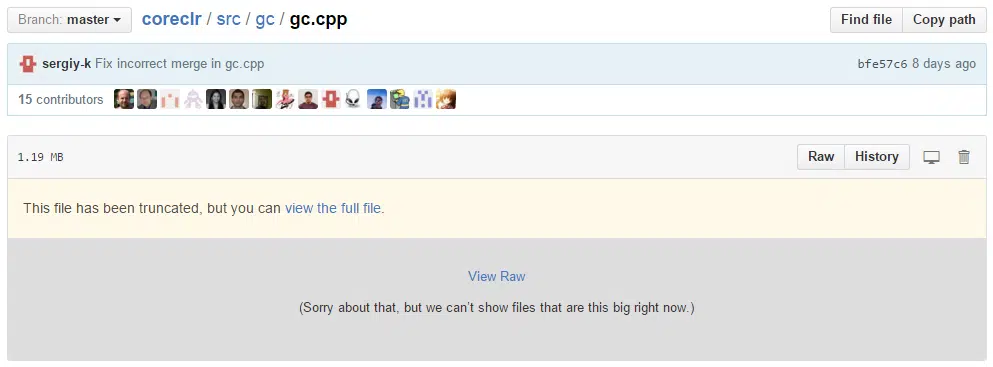 Branch: master coreclr / src / gc / gc.cpp Find file Copy path
sergiy-k Fix incorrect merge in gc.cpp bfe57c6 8 days ago
15 contributors
1.19 MB Raw History
This file has been truncated, but you can view the full file.
View Raw
(Sorry about that, but we can't show files that are this big right now.)